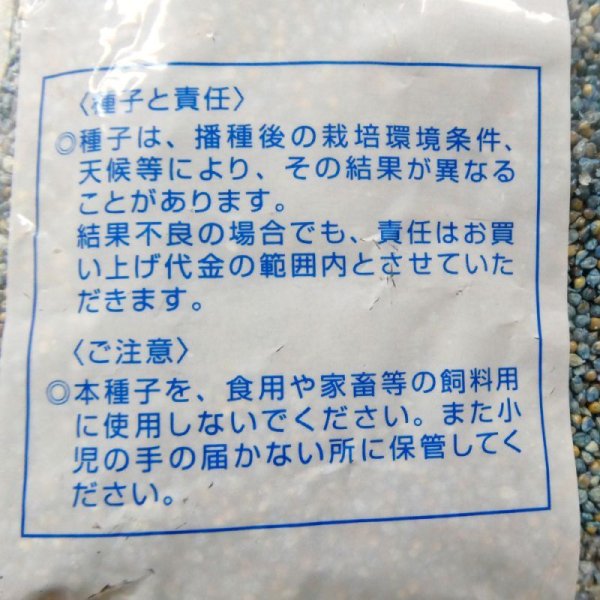 〈種子と責任〉
◎種子は、播種後の栽培環境条件、
天候等により、その結果が異なる
ことがあります。
結果不良の場合でも、責任はお買
い上げ代金の範囲内とさせていた
だきます。
〈ご注意〉
◎本種子を、食用や家畜等の飼料用
に使用しないでください。また小
児の手の届かない所に保管してく
ださい。